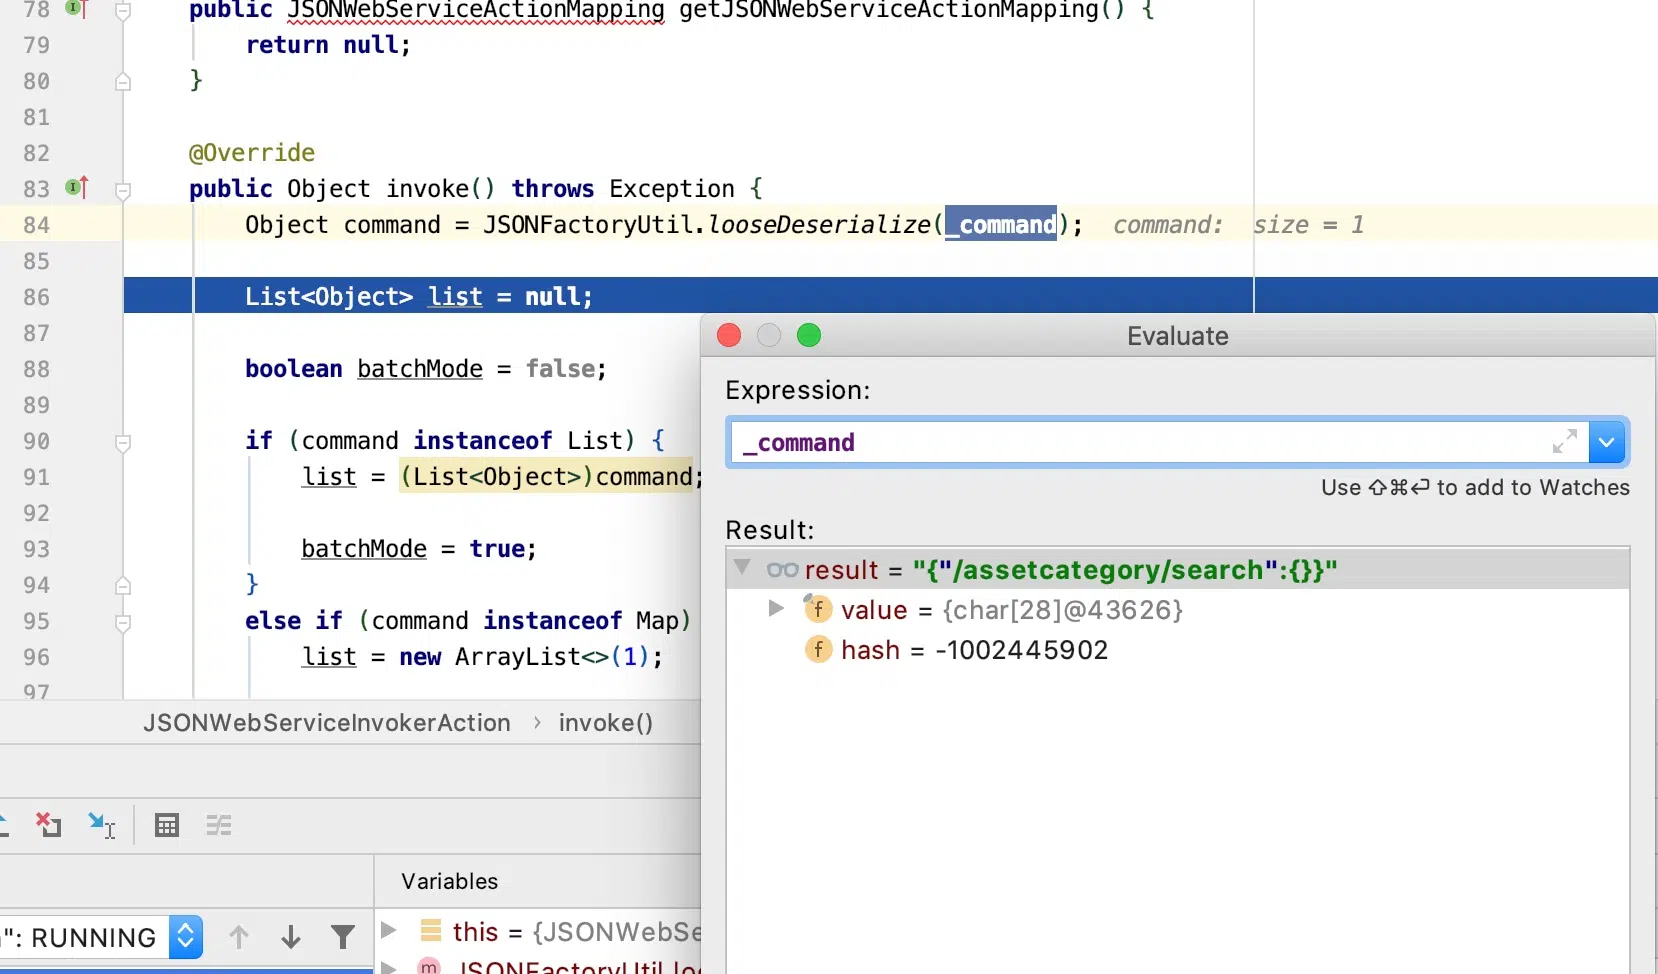 78 public JSONWebServiceActionMapping getJSONWebServiceActionMapping() {
79 return null;
80 }
81
82 @Override
83 public Object invoke() throws Exception {
84 Object command = JSONFactoryUtil.looseDeserialize(_command); command: size = 1
85
86 List<Object> list = null;
87
88 boolean batchMode = false;
89
90 if (command instanceof List) {
91 list = (List<Object>)command;
92
93 batchMode = true;
94 }
95 else if (command instanceof Map)
96 list = new ArrayList<>(1);
97
JSONWebServiceInvokerAction › invoke()
Evaluate
Expression:
_command
Use ⇧⌘⏎ to add to Watches
Result:
result = "{"/assetcategory/search":{}}"
value = {char[28]@43626}
hash = -1002445902
Variables
": RUNNING
this = {JSONWebSe
JSONFactoryUtil.loo